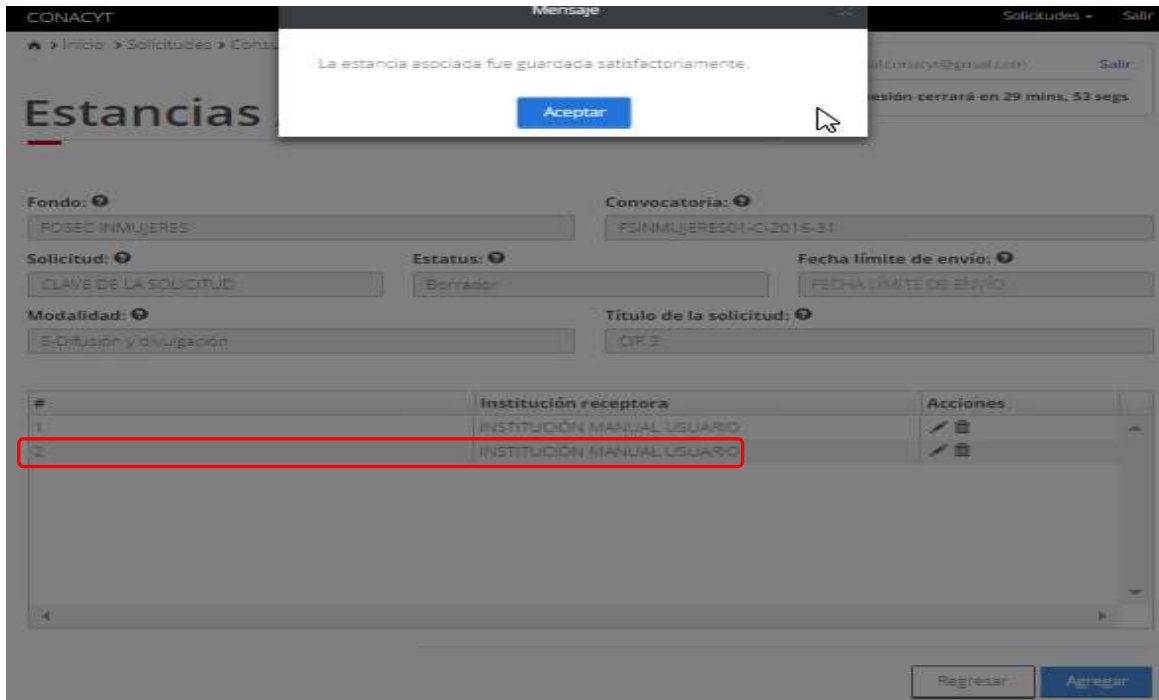 CONACYT
Mensaje
Solicitudes
Salir
Inicio > Solicitudes >
La estancia asociada fue guardada satisfactoriamente.
Salir
Aceptar
sesión cerrará en 29 mins, 53 segs
Estancias
Fondo:
Convocatoria:
FOSEC INMUJERES
FSINMUJERES01-C-2016-31
Solicitud:
Estatus:
Fecha límite de envío:
CLAVE DE LA SOLICITUD
Borrador
FECHA LÍMITE DE ENVÍO
Modalidad:
Título de la solicitud:
E-Difusión y divulgación
CIR 3
# Institución receptora Acciones
1 INSTITUCIÓN MANUAL USUARIO
2 INSTITUCIÓN MANUAL USUARIO
Regresar
Agregar